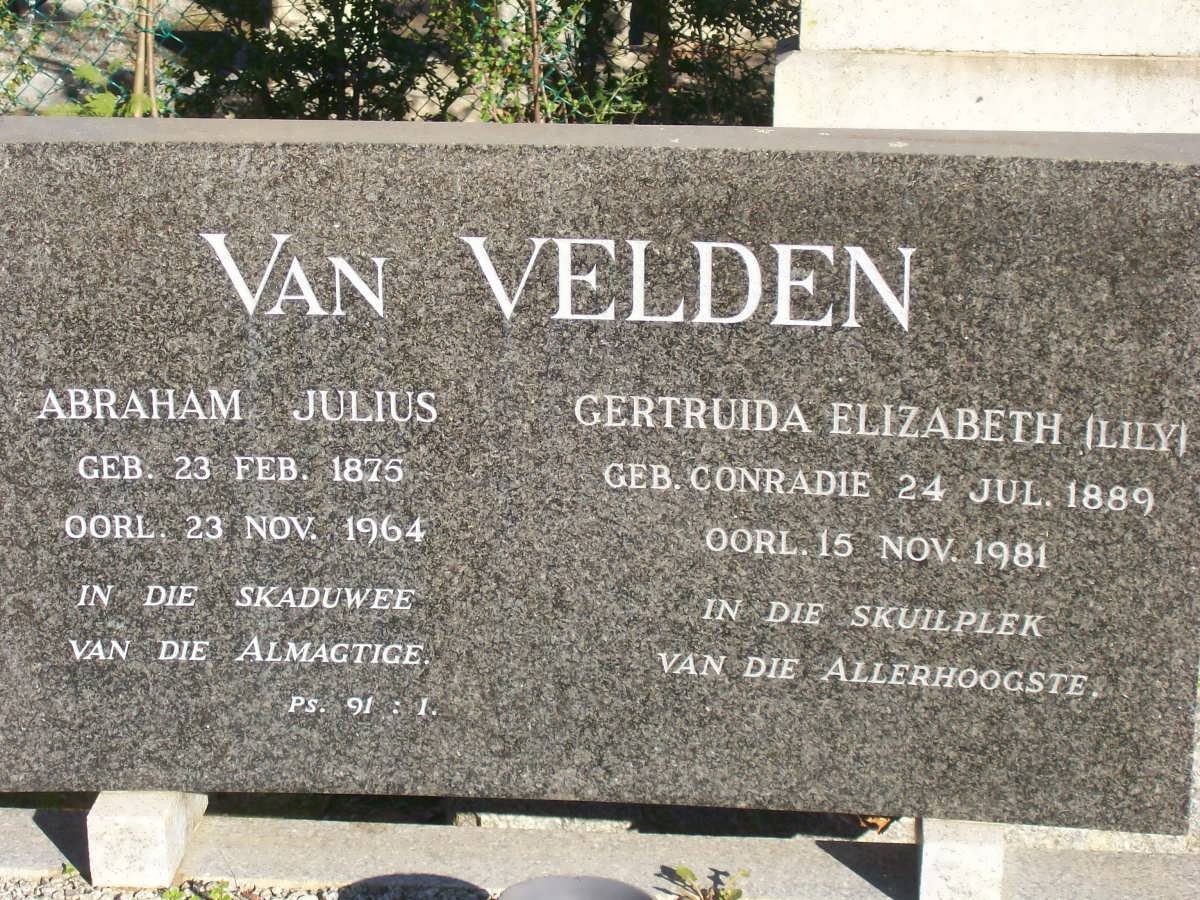 VAN VELDEN
ABRAHAM JULIUS
GEB. 23 FEB. 1875
OORL. 23 NOV. 1964
IN DIE SKADUWEE
VAN DIE ALMAGTIGE.
PS. 91 : 1.
GERTRUIDA ELIZABETH (LILY)
GEB. CONRADIE 24 JUL. 1889
OORL. 15 NOV. 1981
IN DIE SKUILPLEK
VAN DIE ALLERHOOGSTE.